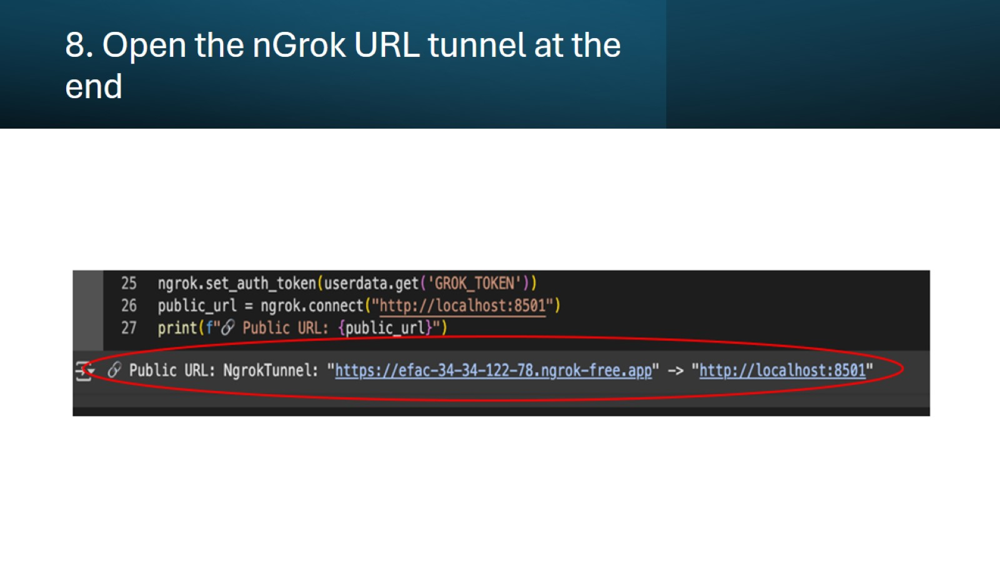 8. Open the nGrok URL tunnel at the
end
25 ngrok.set_auth_token(userdata.get('GROK_TOKEN'))
26 public_url = ngrok.connect("http://localhost:8501")
27 print(f"🔗 Public URL: {public_url}")
🔗 Public URL: NgrokTunnel: "https://efac-34-34-122-78.ngrok-free.app" -> "http://localhost:8501"